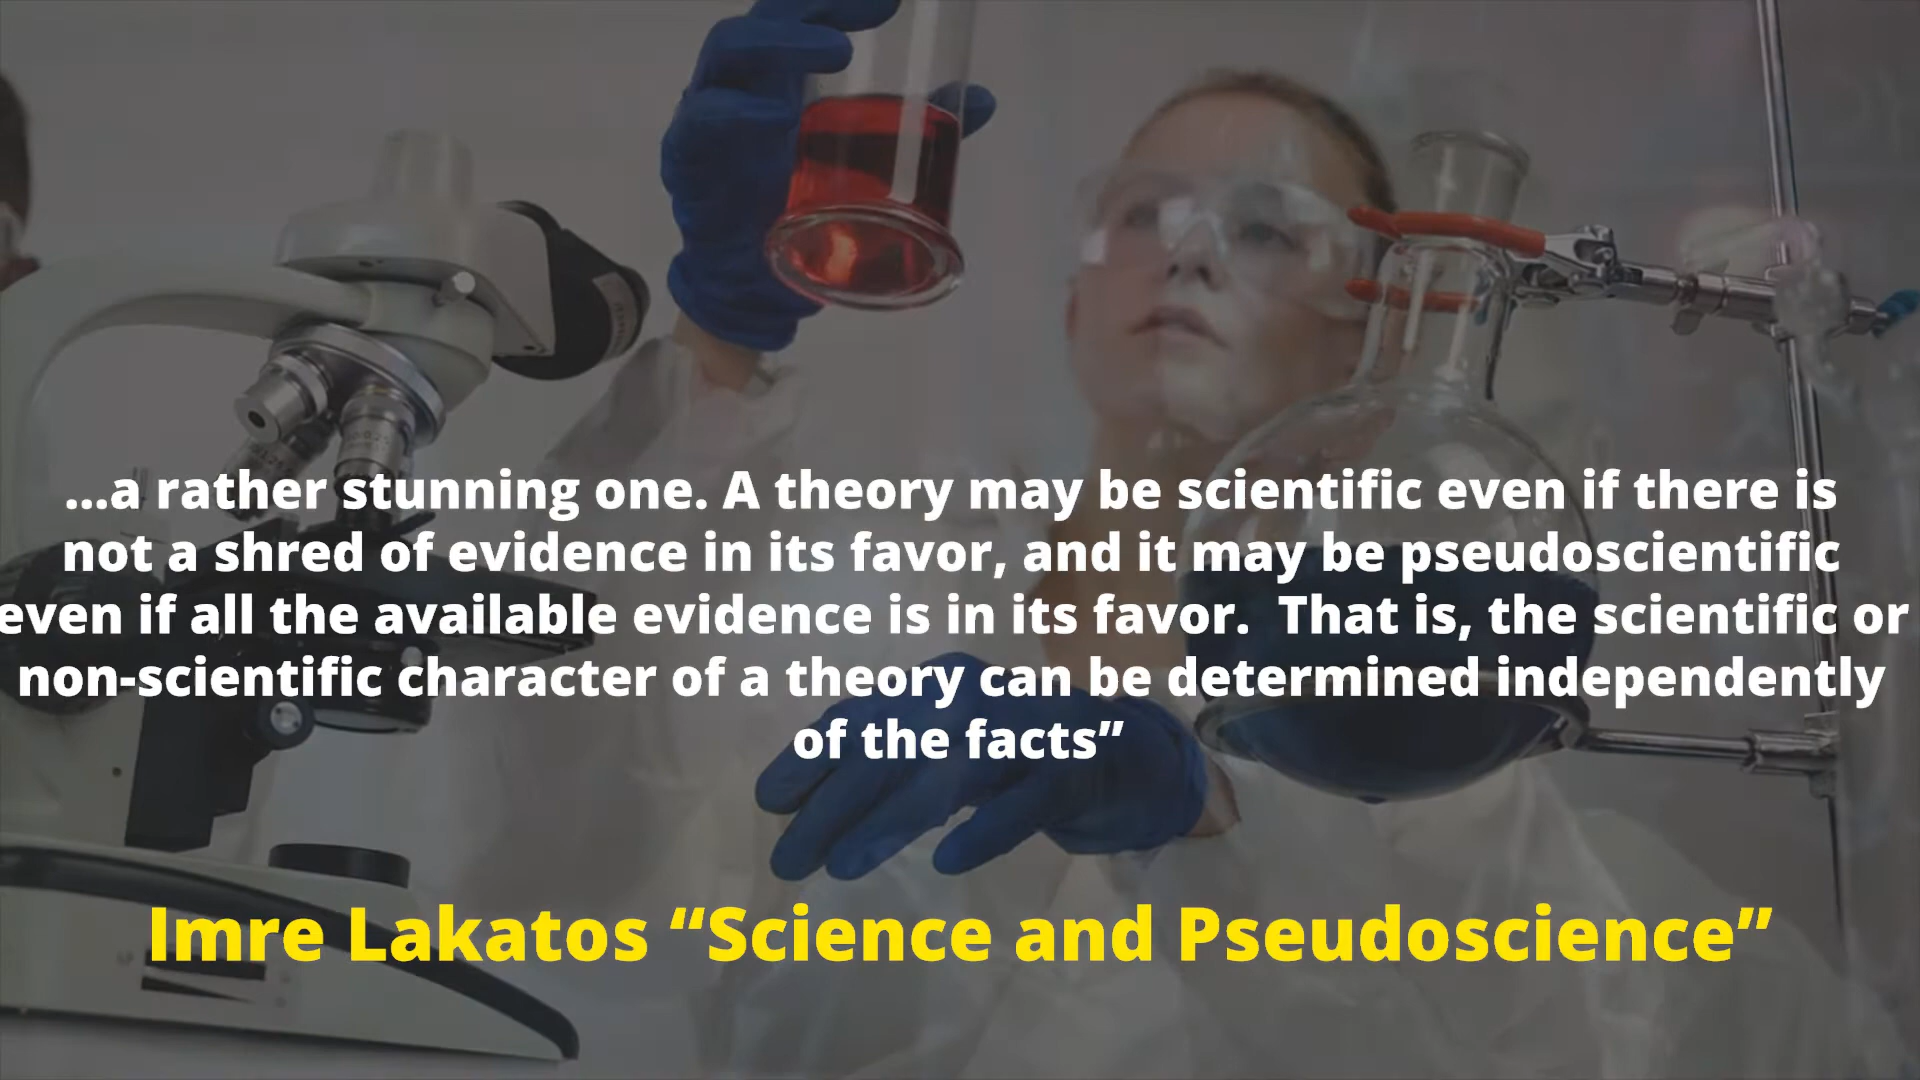 ...a rather stunning one. A theory may be scientific even if there is
not a shred of evidence in its favor, and it may be pseudoscientific
even if all the available evidence is in its favor.  That is, the scientific or
non-scientific character of a theory can be determined independently
of the facts”
Imre Lakatos “Science and Pseudoscience”